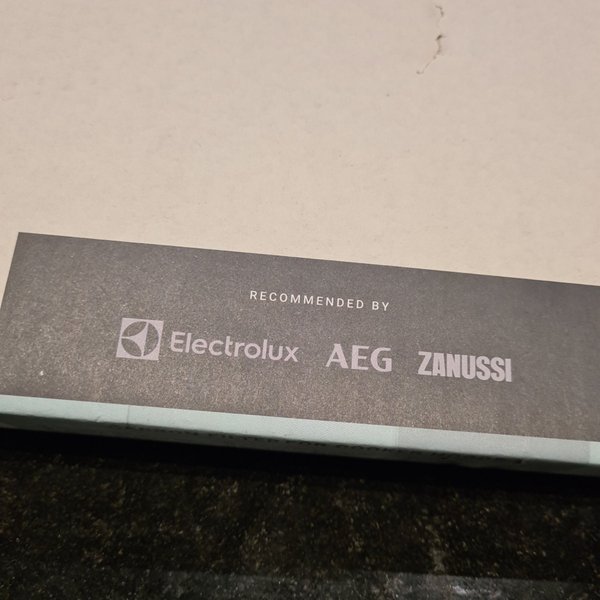 RECOMMENDED BY
Electrolux AEG ZANUSSI